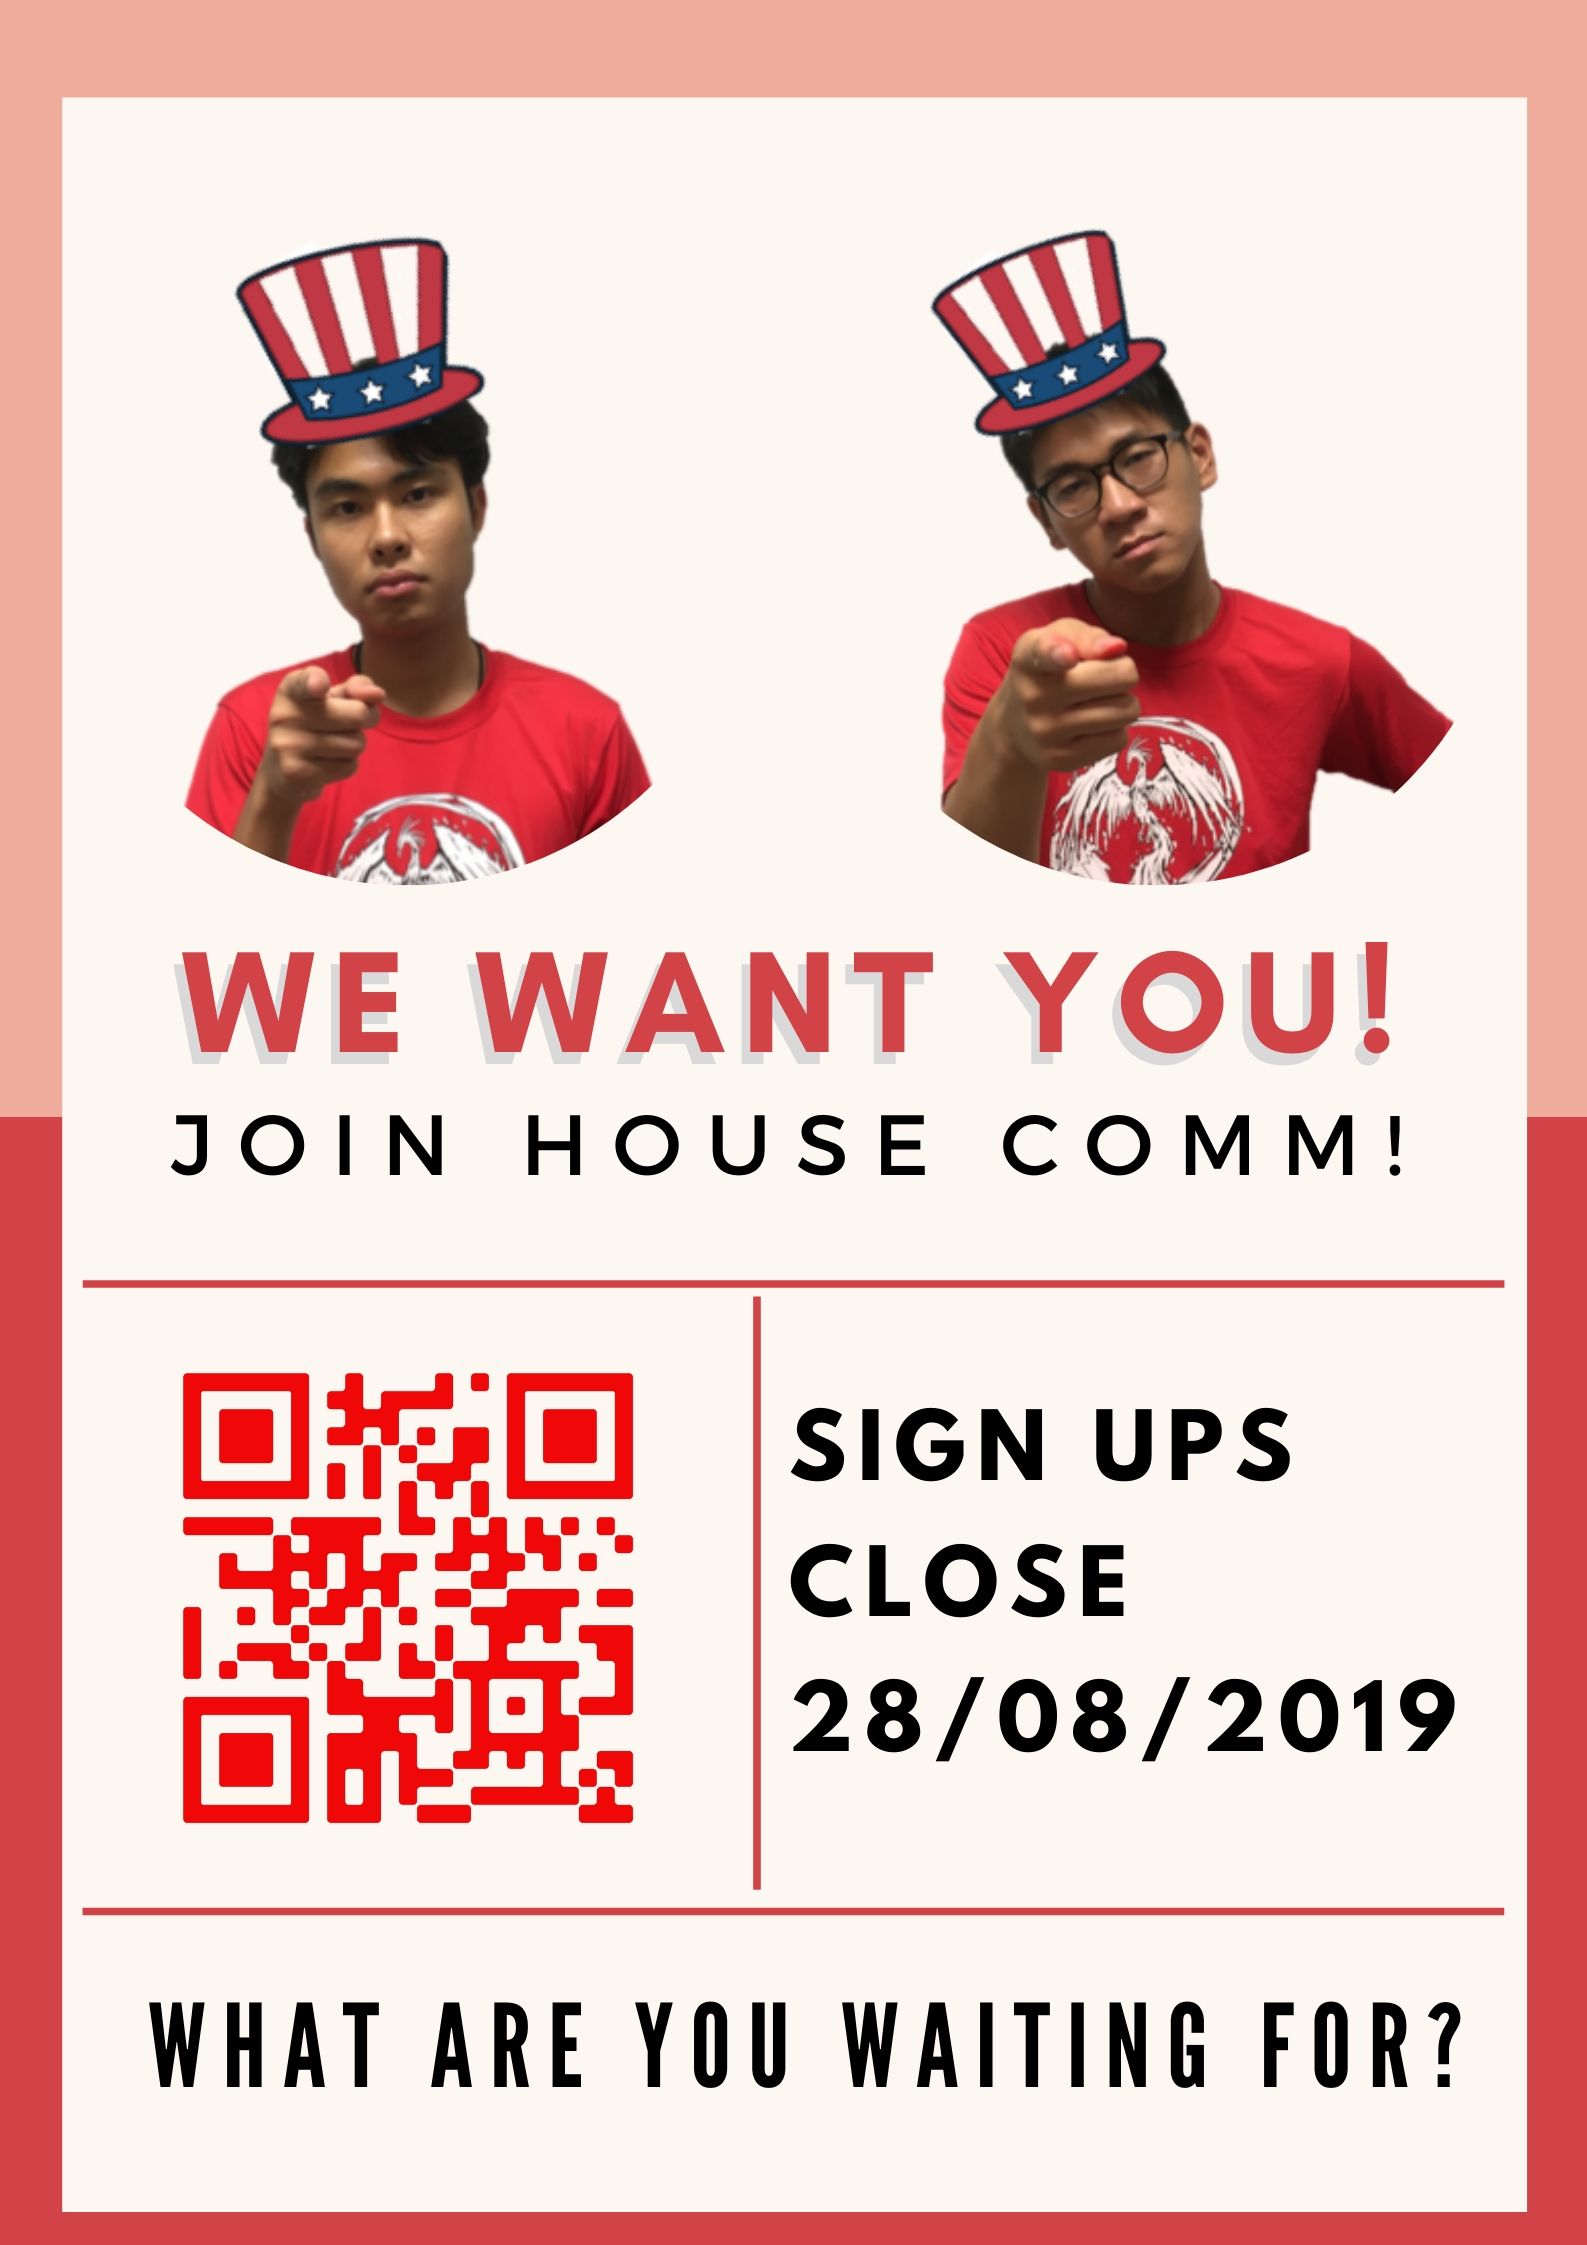 WE WANT YOU!
JOIN HOUSE COMM!
SIGN UPS
CLOSE
28/08/2019
WHAT ARE YOU WAITING FOR?